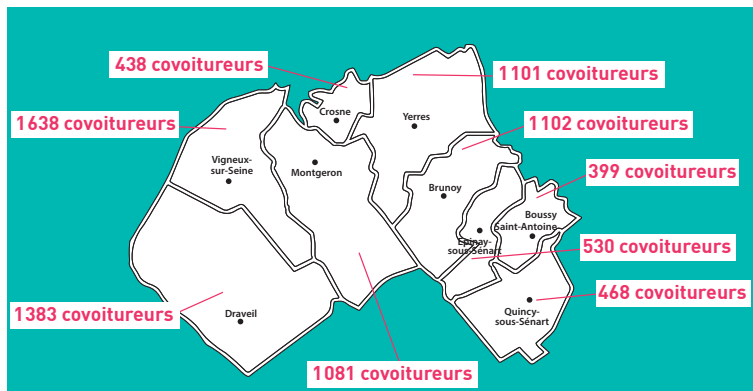 438 covoitureurs
1101 covoitureurs
1638 covoitureurs
1102 covoitureurs
Crosne
Yerres
Vigneux-
sur-Seine
Montgeron
399 covoitureurs
Brunoy
Boussy
Saint-Antoine
Epinay-
sous-Sénart
530 covoitureurs
468 covoitureurs
Quincy-
sous-Sénart
1383 covoitureurs
Draveil
1081 covoitureurs